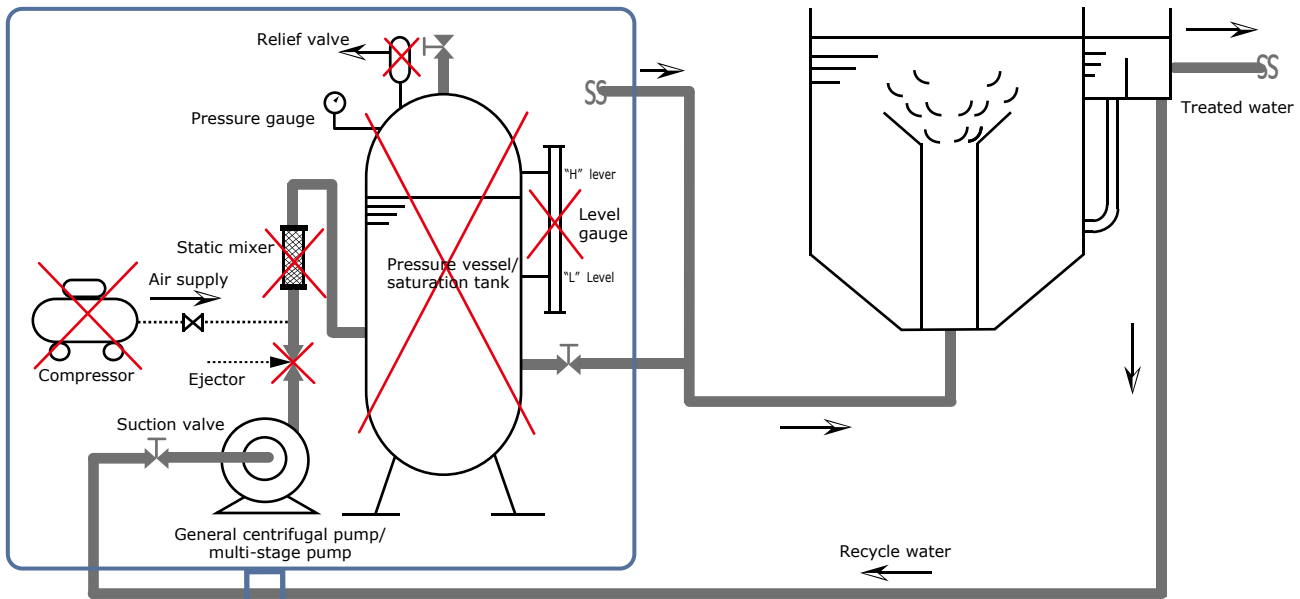 Relief valve
Pressure gauge
SS
SS
Treated water
"H" lever
Level
gauge
Static mixer
Pressure vessel/
saturation tank
"L" Level
Air supply
Compressor
Ejector
Suction valve
General centrifugal pump/
multi-stage pump
Recycle water